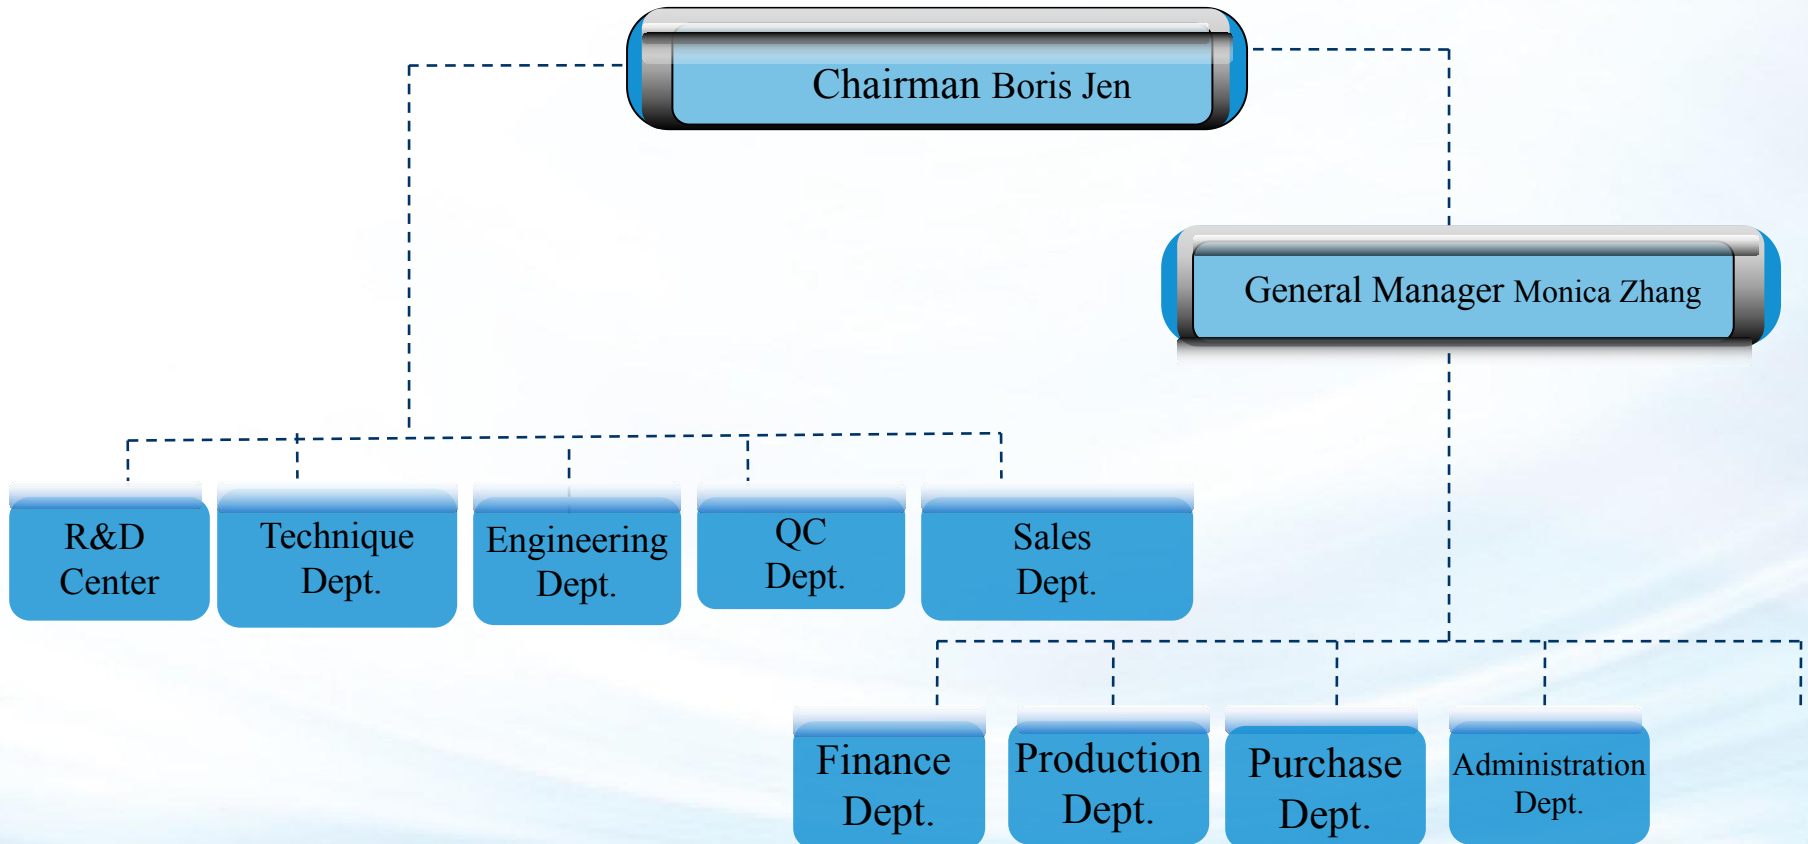 Chairman Boris Jen
General Manager Monica Zhang
R&D
Center
Technique
Dept.
Engineering
Dept.
QC
Dept.
Sales
Dept.
Finance
Dept.
Production
Dept.
Purchase
Dept.
Administration
Dept.